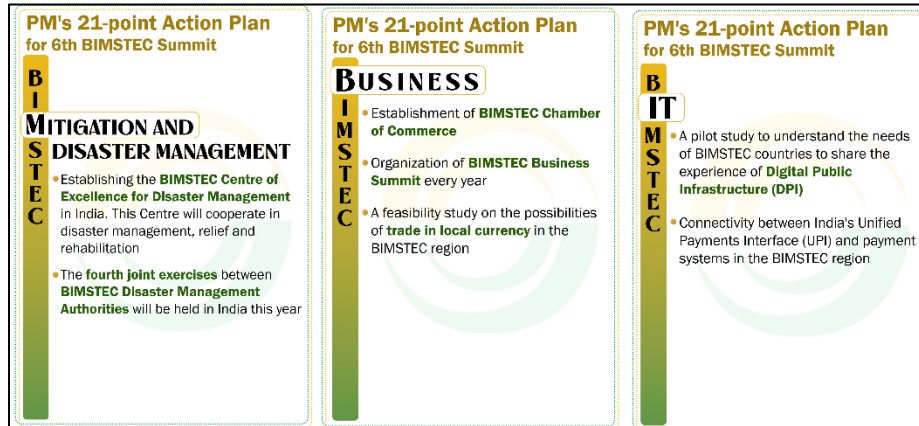 PM's 21-point Action Plan
for 6th BIMSTEC Summit
B
I
MITIGATION AND
S DISASTER MANAGEMENT
T
E
C
• Establishing the BIMSTEC Centre of
Excellence for Disaster Management
in India. This Centre will cooperate in
disaster management, relief and
rehabilitation
• The fourth joint exercises between
BIMSTEC Disaster Management
Authorities will be held in India this year
PM's 21-point Action Plan
for 6th BIMSTEC Summit
BUSINESS
I
M
S
T
E
C
• Establishment of BIMSTEC Chamber
of Commerce
• Organization of BIMSTEC Business
Summit every year
• A feasibility study on the possibilities
of trade in local currency in the
BIMSTEC region
PM's 21-point Action Plan
for 6th BIMSTEC Summit
B
IT
M
S
T
E
C
• A pilot study to understand the needs
of BIMSTEC countries to share the
experience of Digital Public
Infrastructure (DPI)
• Connectivity between India's Unified
Payments Interface (UPI) and payment
systems in the BIMSTEC region